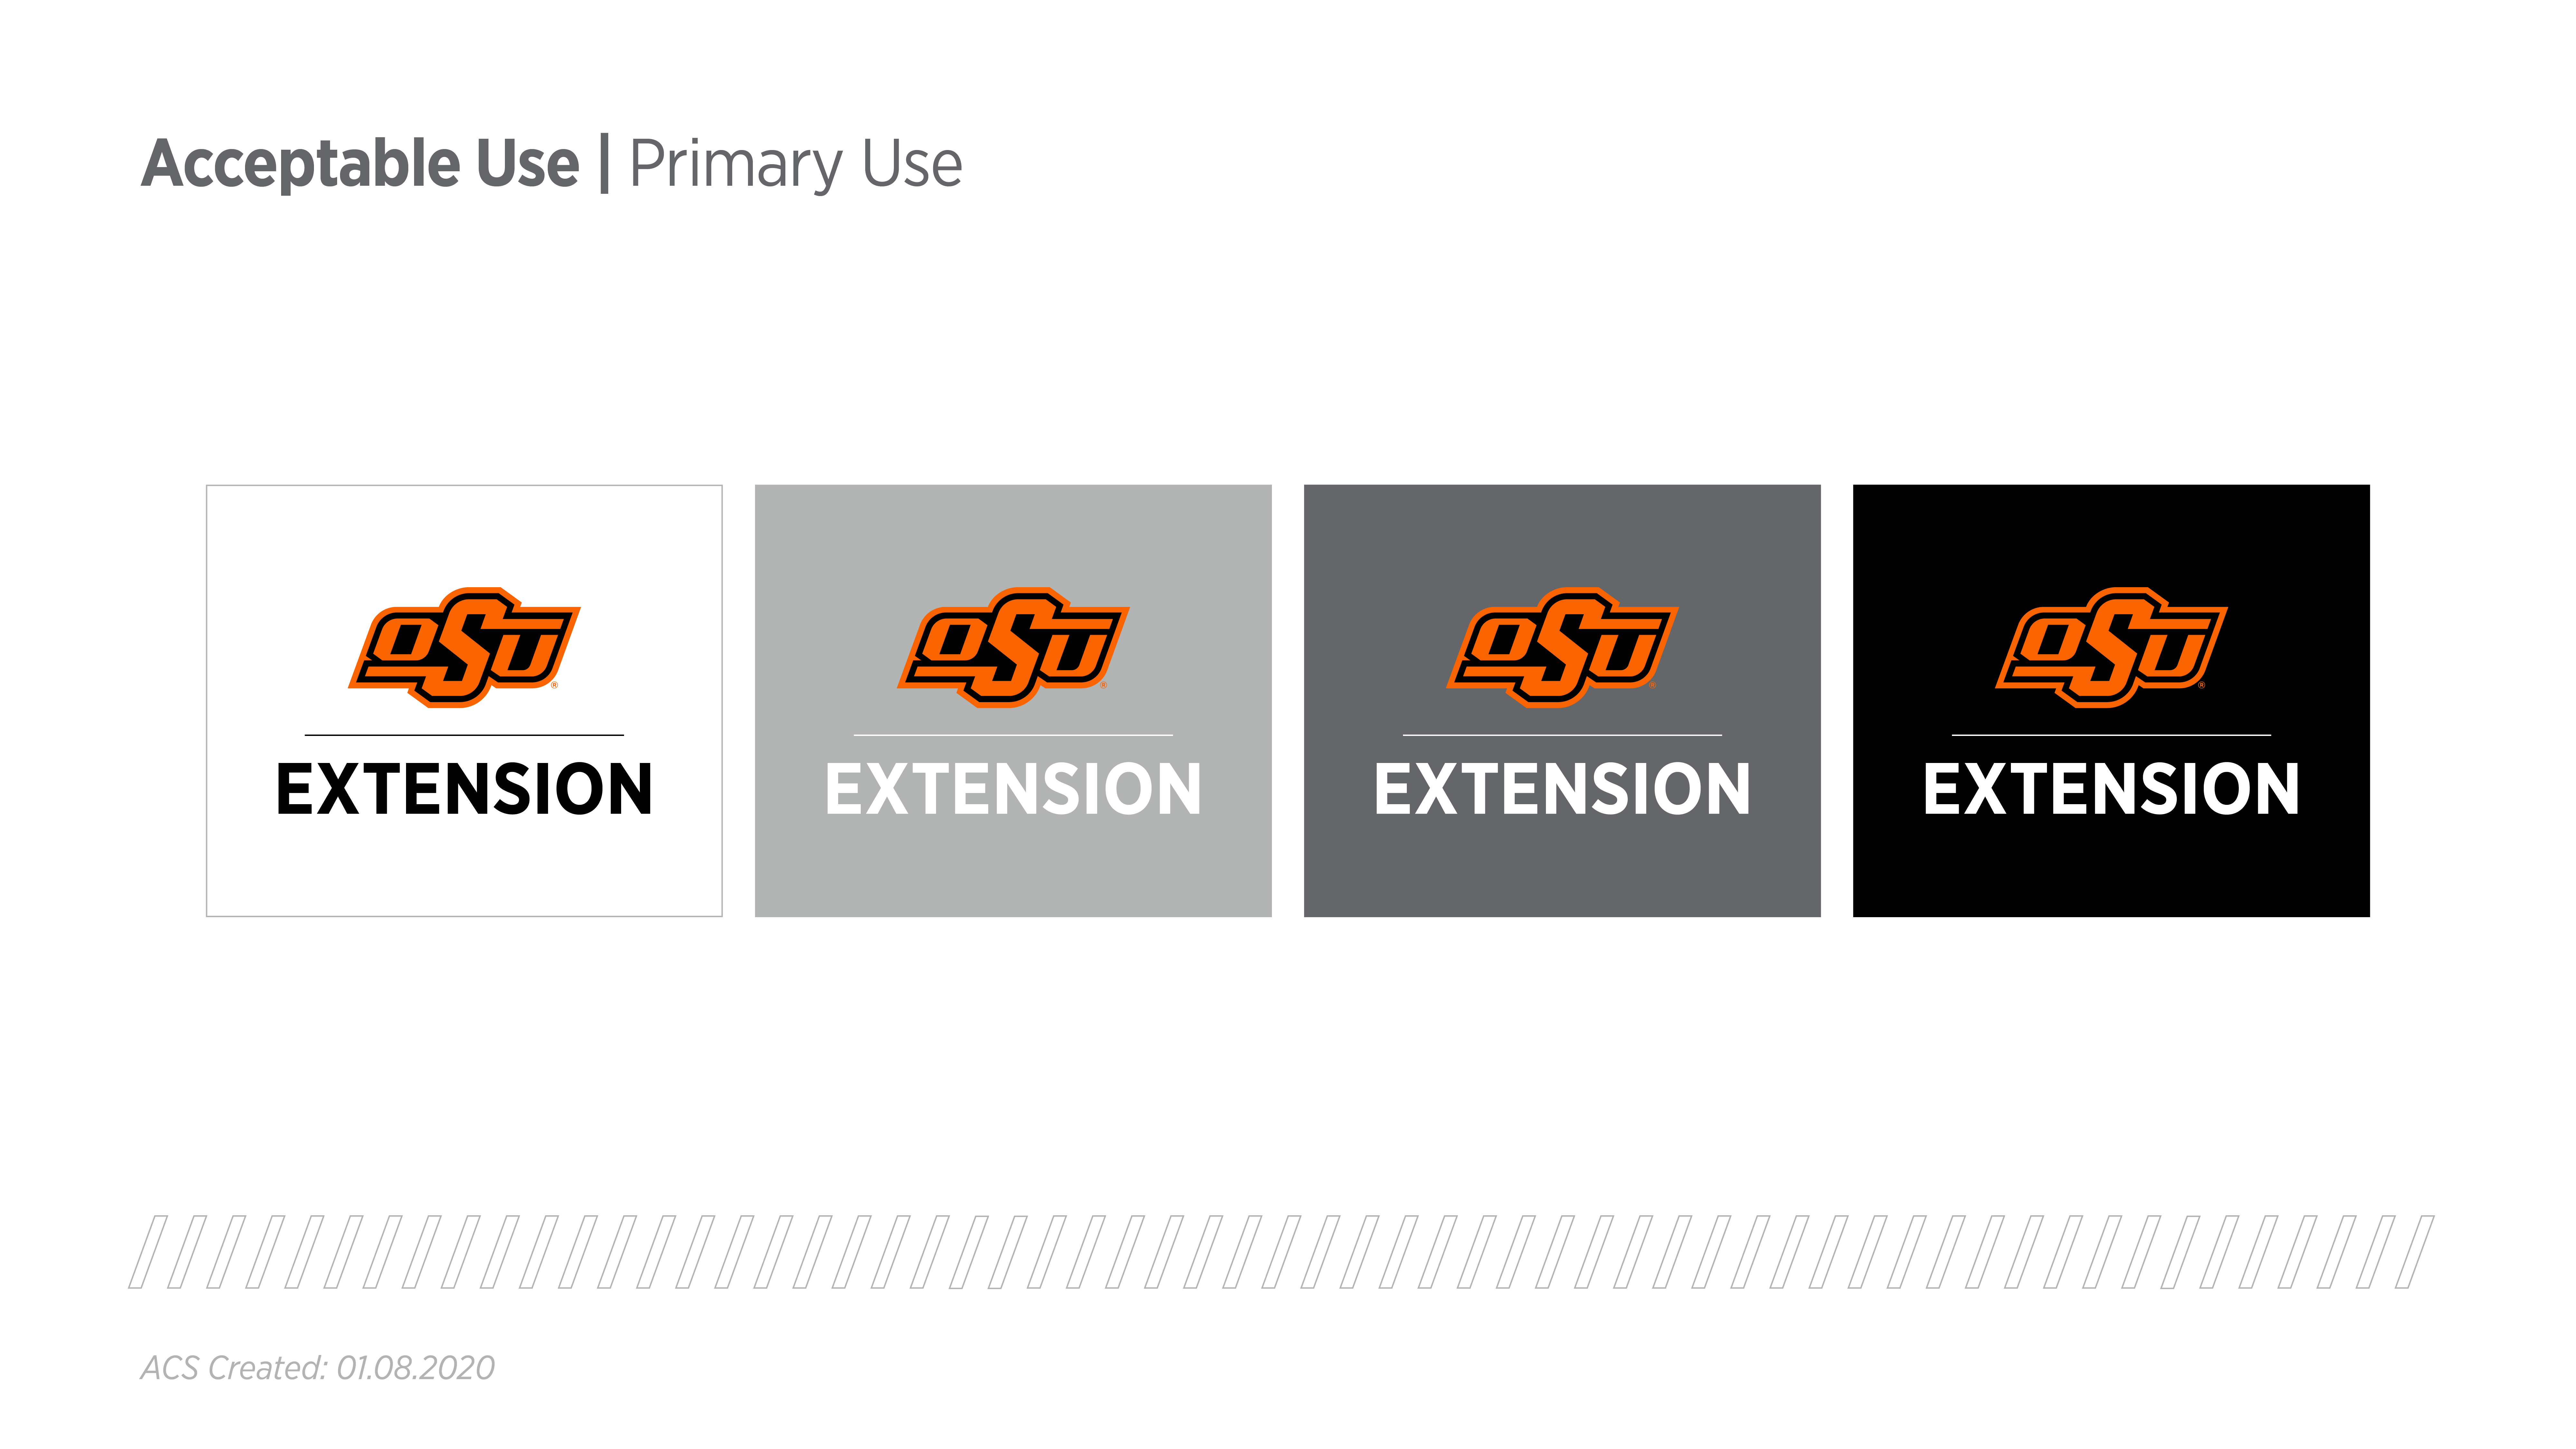 Acceptable Use | Primary Use
OSU®
EXTENSION
OSU®
EXTENSION
OSU®
EXTENSION
OSU®
EXTENSION
ACS Created: 01.08.2020